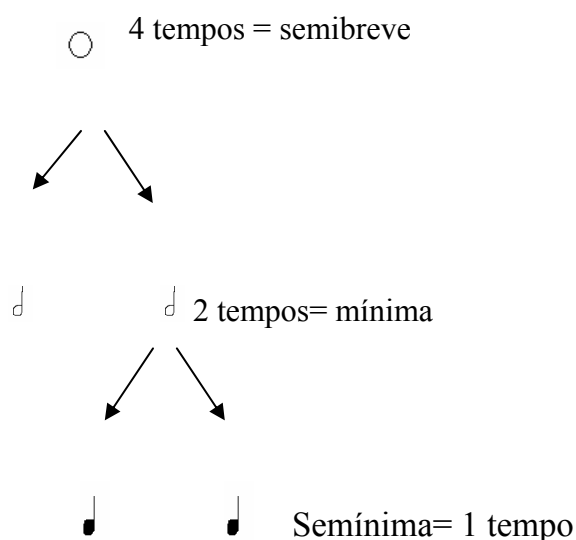 4 tempos = semibreve
2 tempos= mínima
Semínima= 1 tempo